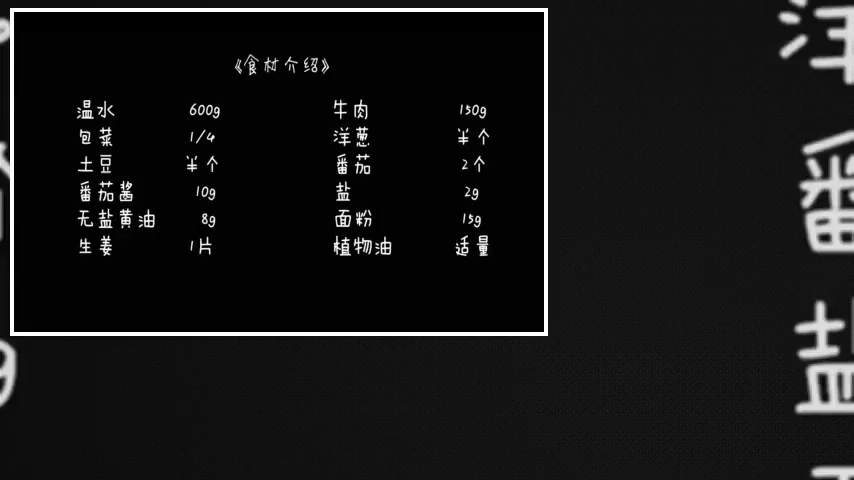 《食材介绍》
温水 600g 牛肉 150g
包菜 1/4 洋葱 半个
土豆 半个 番茄 2个
番茄酱 10g 盐 2g
无盐黄油 8g 面粉 15g
生姜 1片 植物油 适量
洋
番
盐